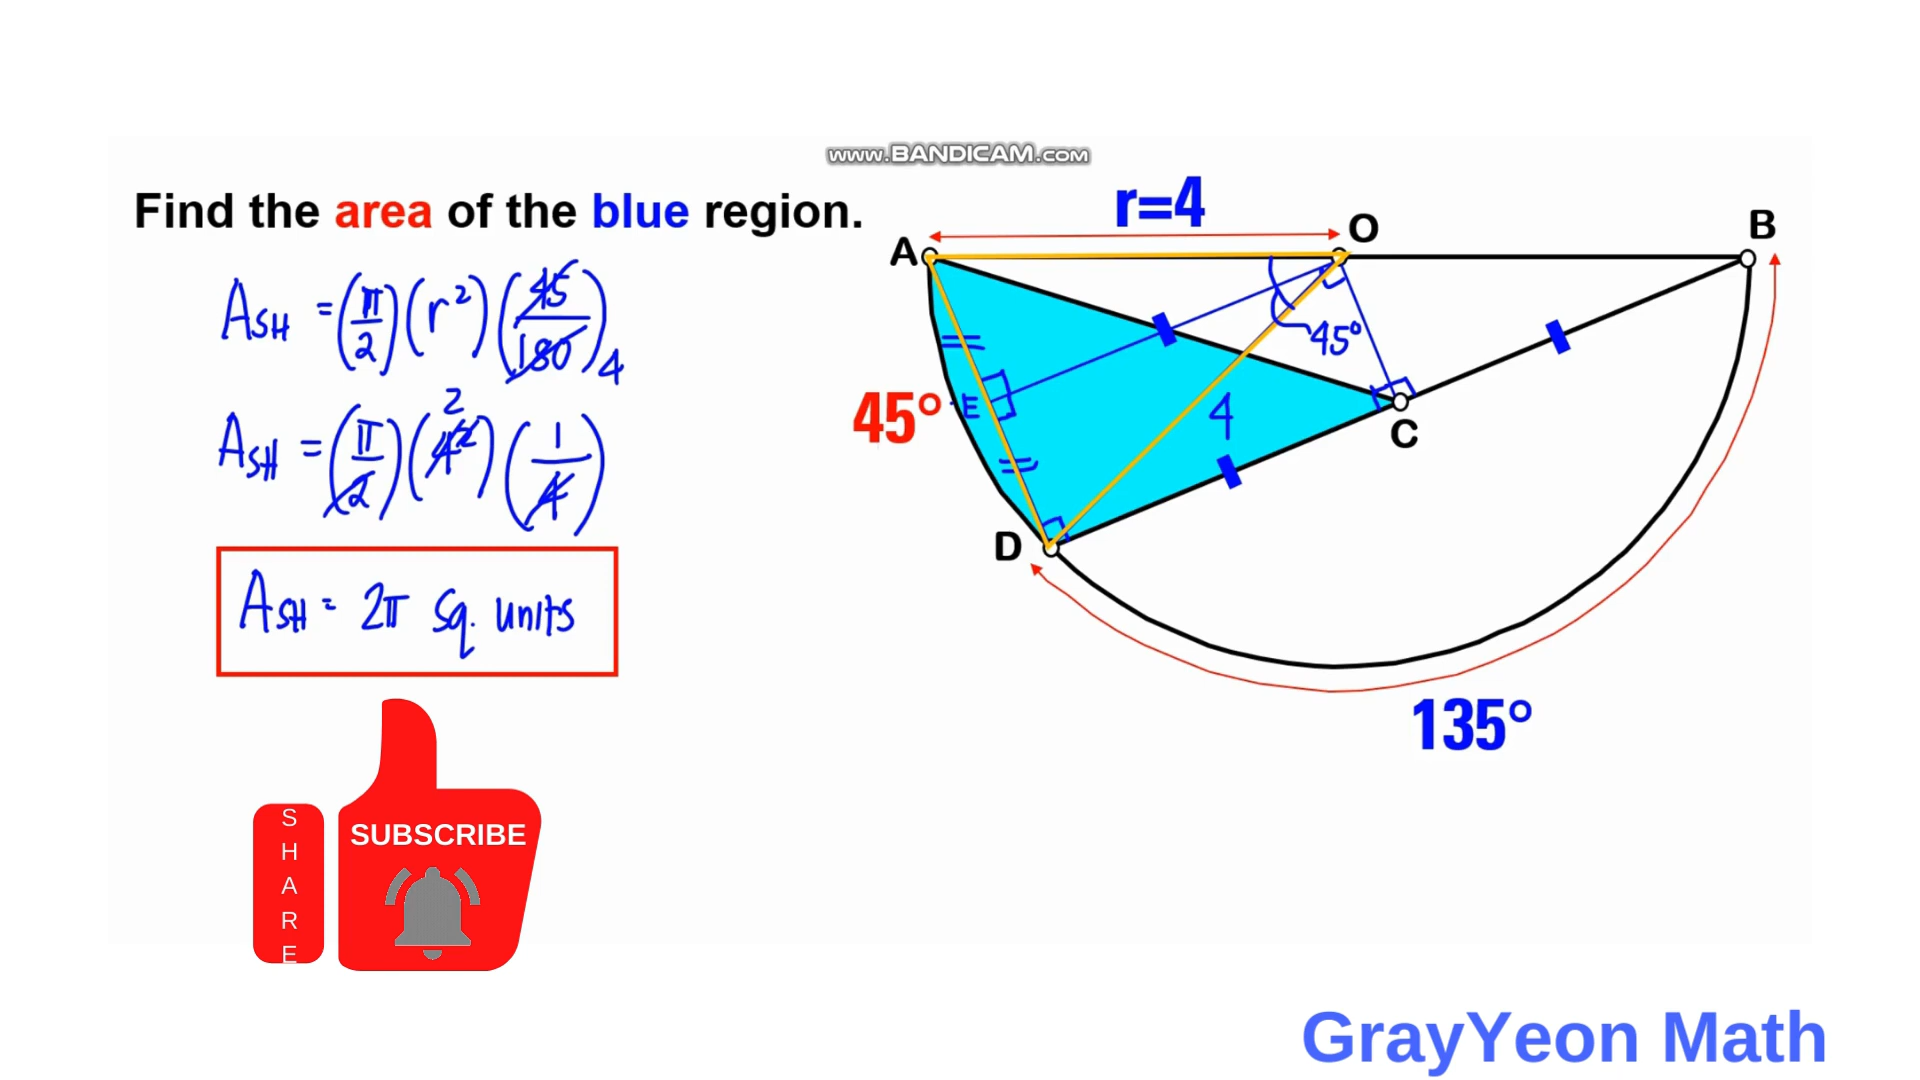 www.BANDICAM.com
Find the area of the blue region.
A_SH = (π/2)(r²)(45/180) 4
A_SH = (π/2)(4²)(1/4) 2
A_SH = 2π sq. units
r=4
A
O
B
45°
45°
E
4
C
D
135°
SHARE
SUBSCRIBE
GrayYeon Math